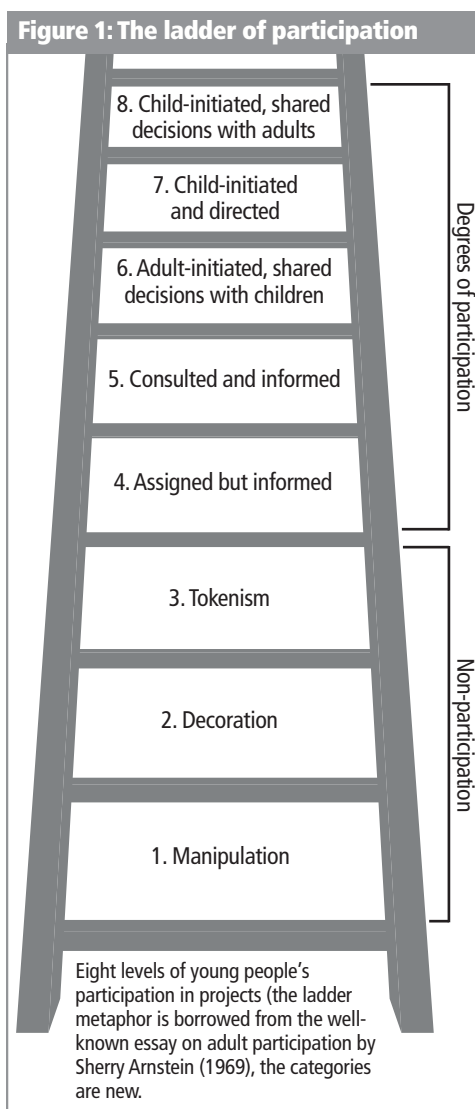 Figure 1: The ladder of participation
8. Child-initiated, shared
decisions with adults
7. Child-initiated
and directed
6. Adult-initiated, shared
decisions with children
5. Consulted and informed
4. Assigned but informed
Degrees of participation
3. Tokenism
2. Decoration
1. Manipulation
Non-participation
Eight levels of young people's
participation in projects (the ladder
metaphor is borrowed from the well-
known essay on adult participation by
Sherry Arnstein (1969), the categories
are new.